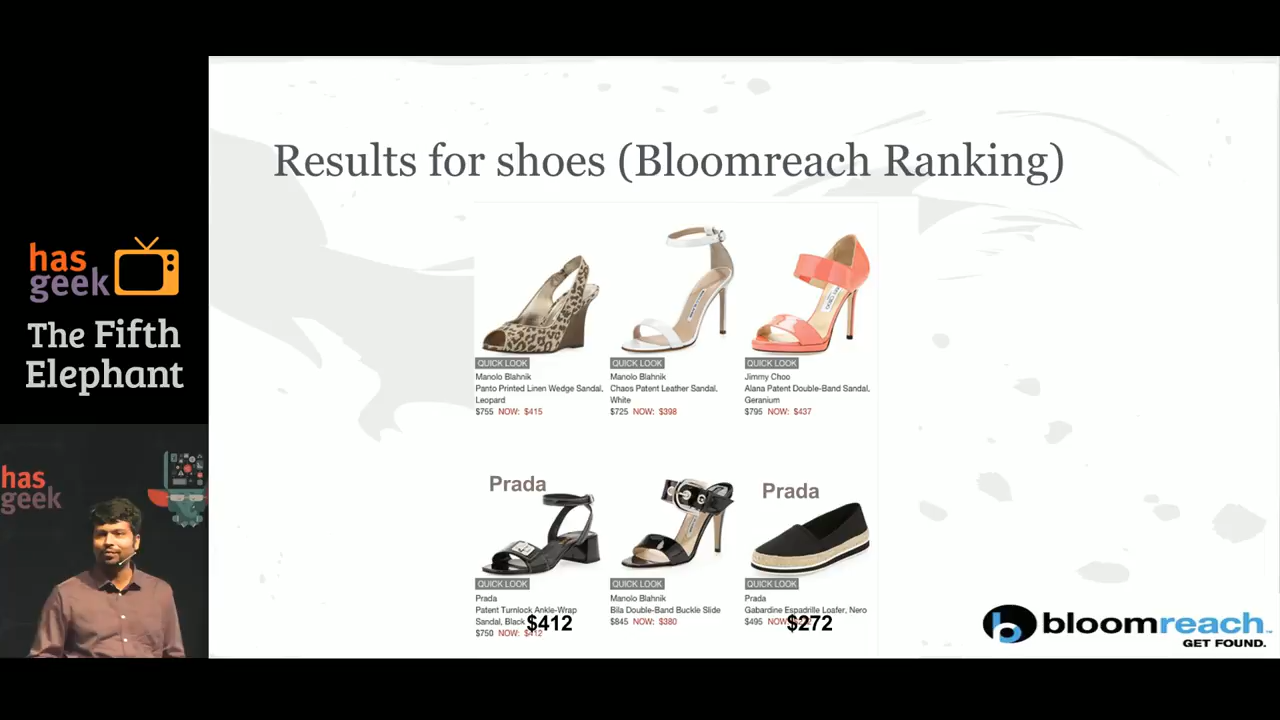 Results for shoes (Bloomreach Ranking)
has
geek
The Fifth
Elephant
QUICK LOOK
Manolo Blahnik
Panto Printed Linen Wedge Sandal,
Leopard
$755 NOW: $415
QUICK LOOK
Manolo Blahnik
Chaos Patent Leather Sandal,
White
$725 NOW: $398
QUICK LOOK
Jimmy Choo
Alana Patent Double-Band Sandal,
Geranium
$795 NOW: $437
Prada
QUICK LOOK
Prada
Patent Turnlock Ankle-Wrap
Sandal, Black
$412
$750 NOW: $412
QUICK LOOK
Manolo Blahnik
Bila Double-Band Buckle Slide
$845 NOW: $380
Prada
QUICK LOOK
Prada
Gabardine Espadrille Loafer, Nero
$495 NOW:
$272
has
geek
bloomreach
GET FOUND.